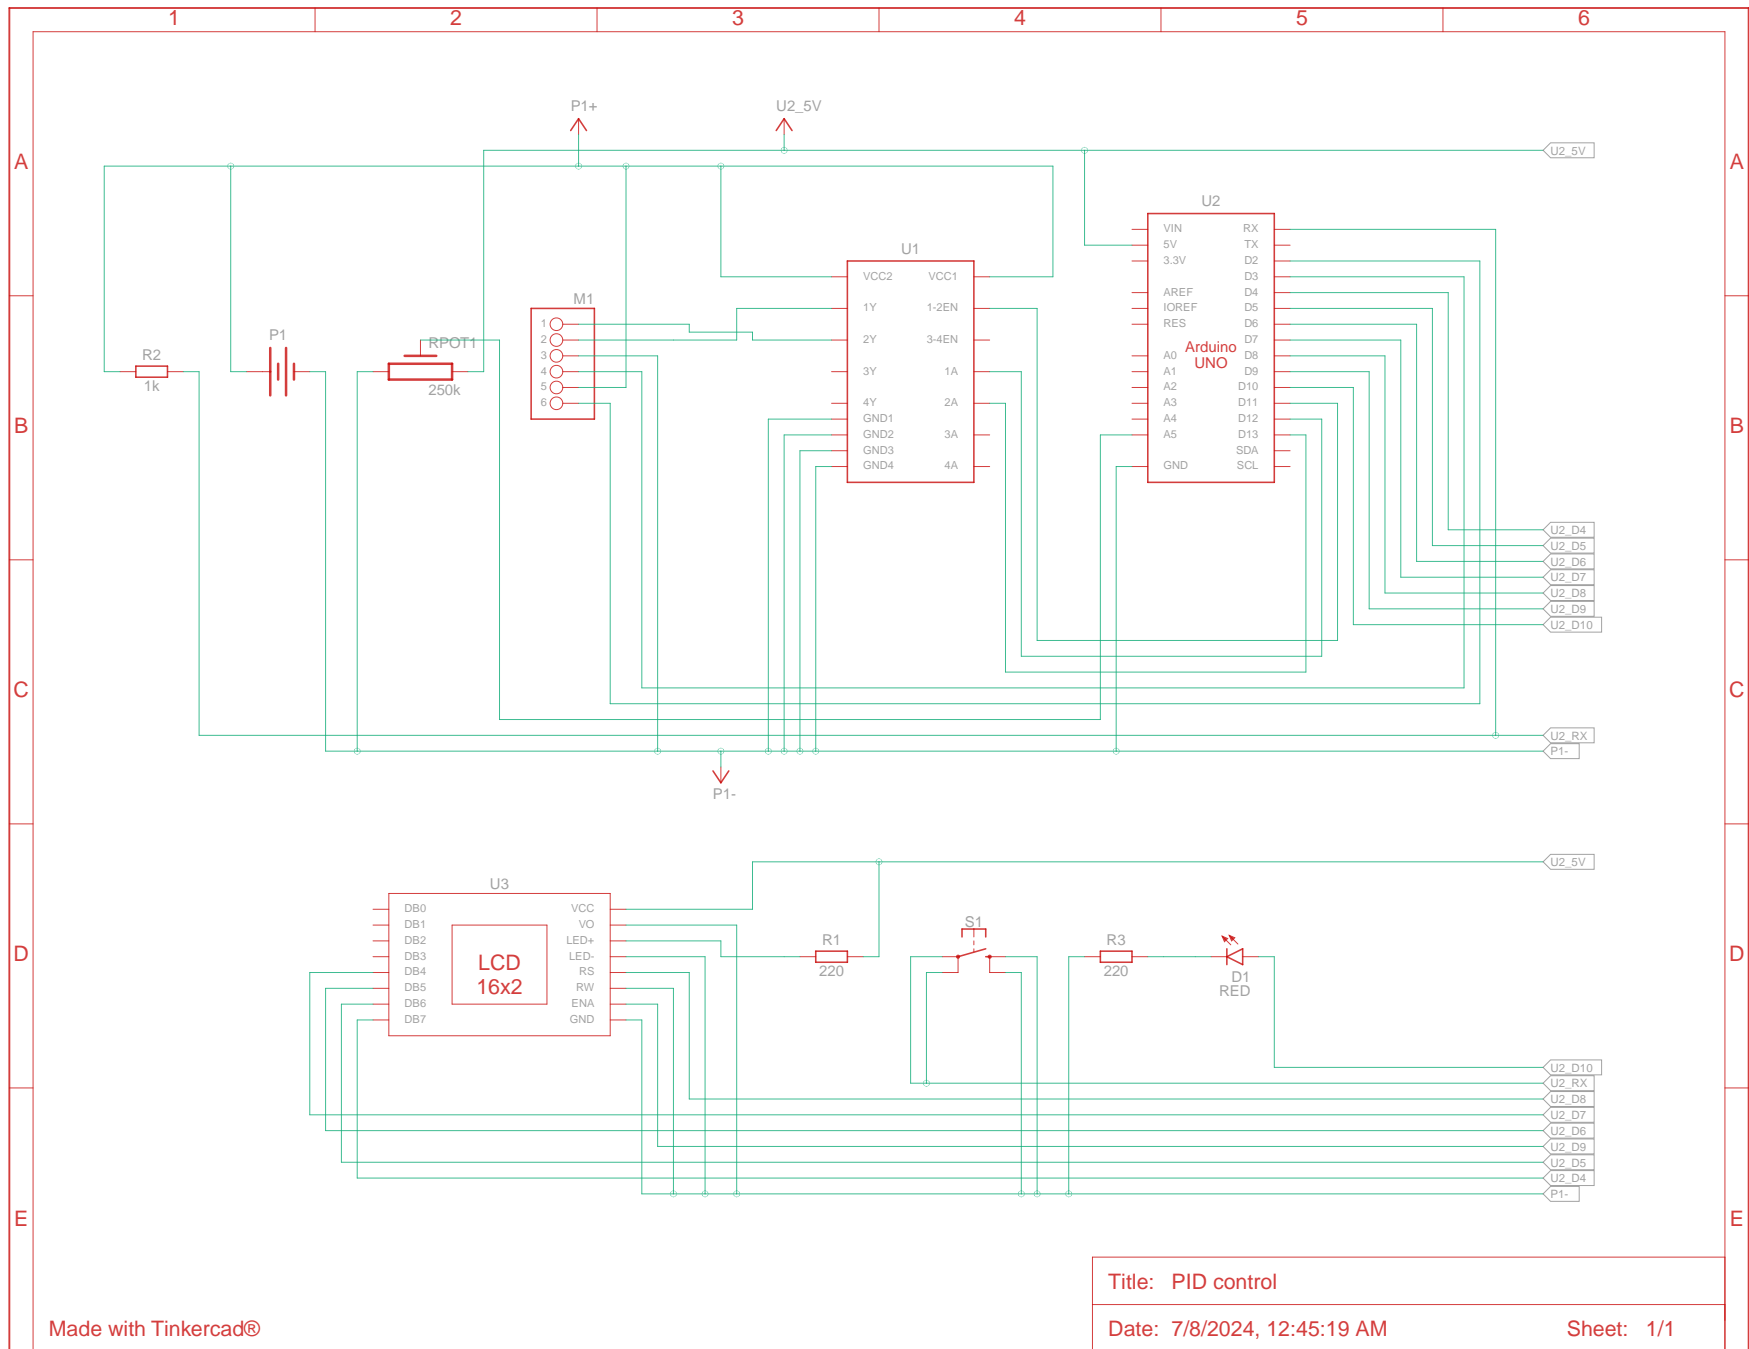 1 2 3 4 5 6
P1+ U2_5V
A U2_5V A
U2
U1
VIN RX
5V TX
3.3V D2
D3
AREF D4
IOREF D5
RES D6
D7
A0 D8
A1 D9
A2 D10
A3 D11
A4 D12
A5 D13
SDA
GND SCL
Arduino
UNO
VCC2 VCC1
1Y 1-2EN
2Y 3-4EN
3Y 1A
4Y 2A
GND1
GND2 3A
GND3
GND4 4A
M1
1
2
3
4
5
6
P1
R2
1k
RPOT1
250k
B B
U2_D4
U2_D5
U2_D6
U2_D7
U2_D8
U2_D9
U2_D10
C C
U2_RX
P1-
P1-
U2_5V
U3
DB0 VCC
DB1 VO
DB2 LED+
DB3 LED-
DB4 RS
DB5 RW
DB6 ENA
DB7 GND
LCD
16x2
R1
220
S1
R3
220
D1
RED
D D
U2_D10
U2_RX
U2_D8
U2_D7
U2_D6
U2_D9
U2_D5
U2_D4
P1-
E E
Title: PID control
Made with Tinkercad®
Date: 7/8/2024, 12:45:19 AM Sheet: 1/1